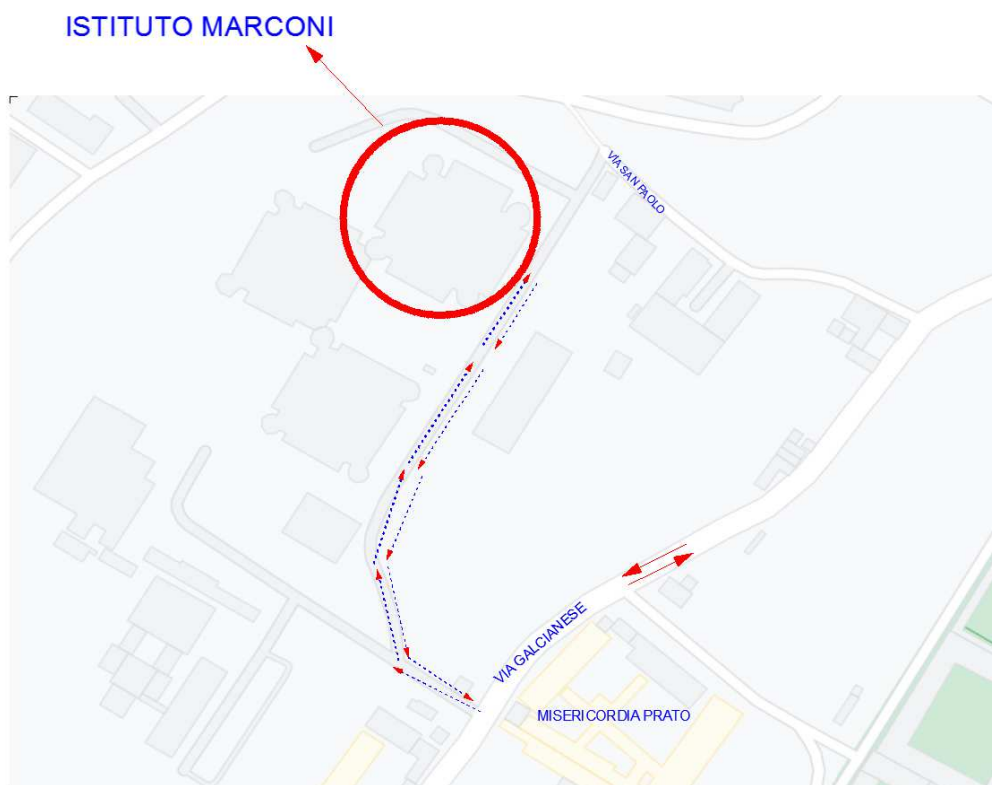 ISTITUTO MARCONI
VIA SAN PAOLO
VIA GALCIANESE
MISERICORDIA PRATO